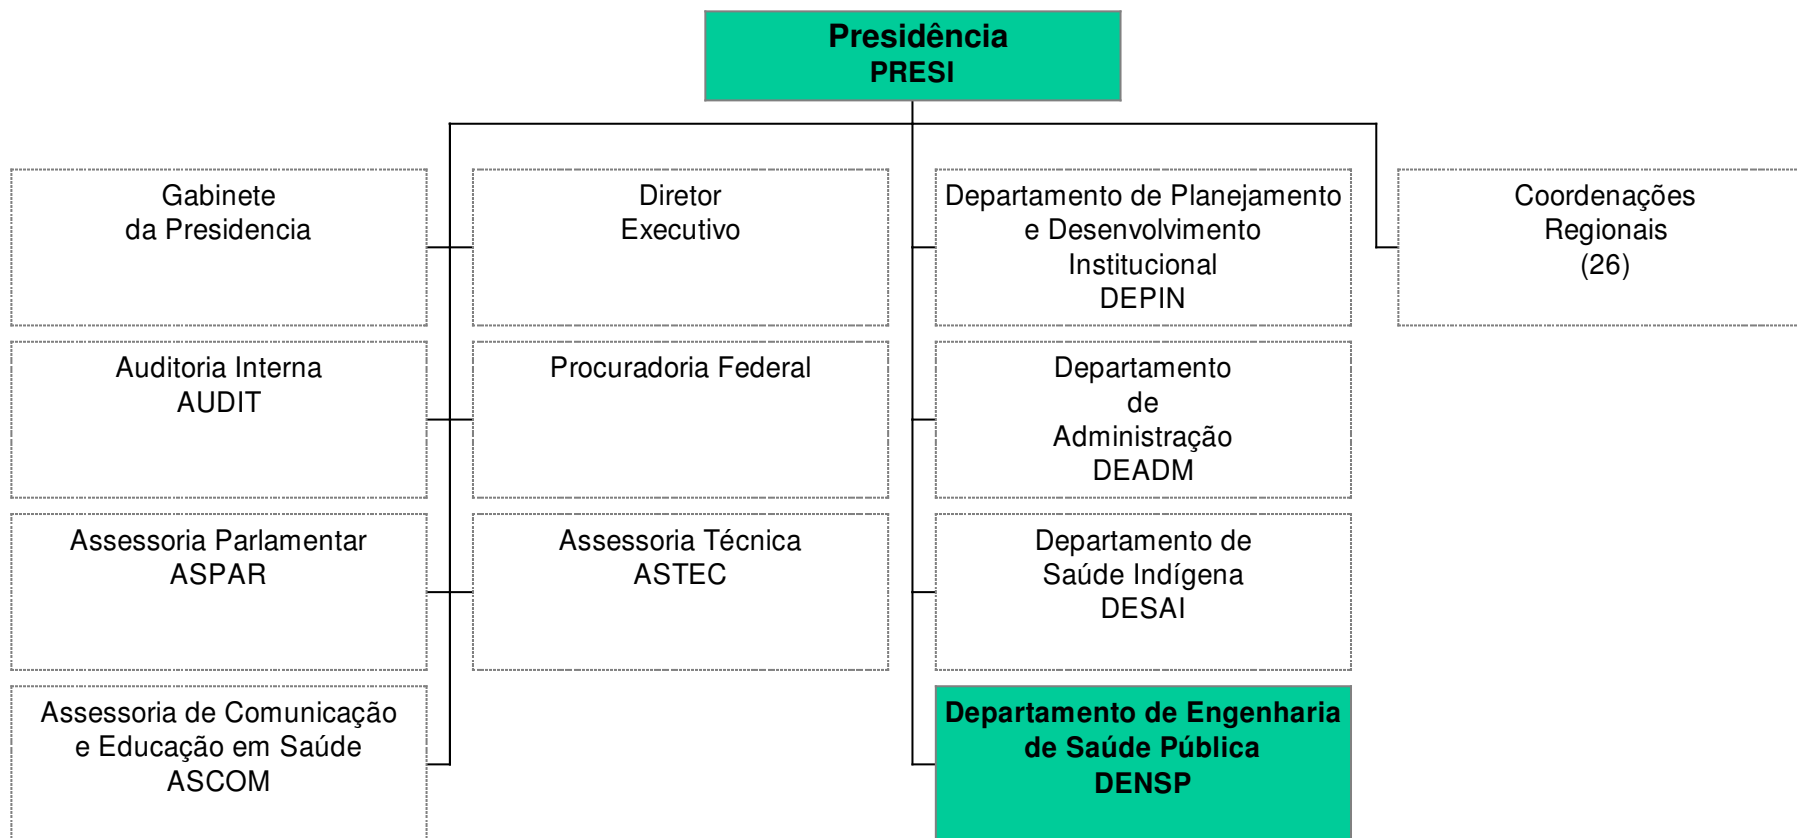 Presidência
PRESI
Gabinete
da Presidencia
Diretor
Executivo
Departamento de Planejamento
e Desenvolvimento
Institucional
DEPIN
Coordenações
Regionais
(26)
Auditoria Interna
AUDIT
Procuradoria Federal
Departamento
de
Administração
DEADM
Assessoria Parlamentar
ASPAR
Assessoria Técnica
ASTEC
Departamento de
Saúde Indígena
DESAI
Assessoria de Comunicação
e Educação em Saúde
ASCOM
Departamento de Engenharia
de Saúde Pública
DENSP